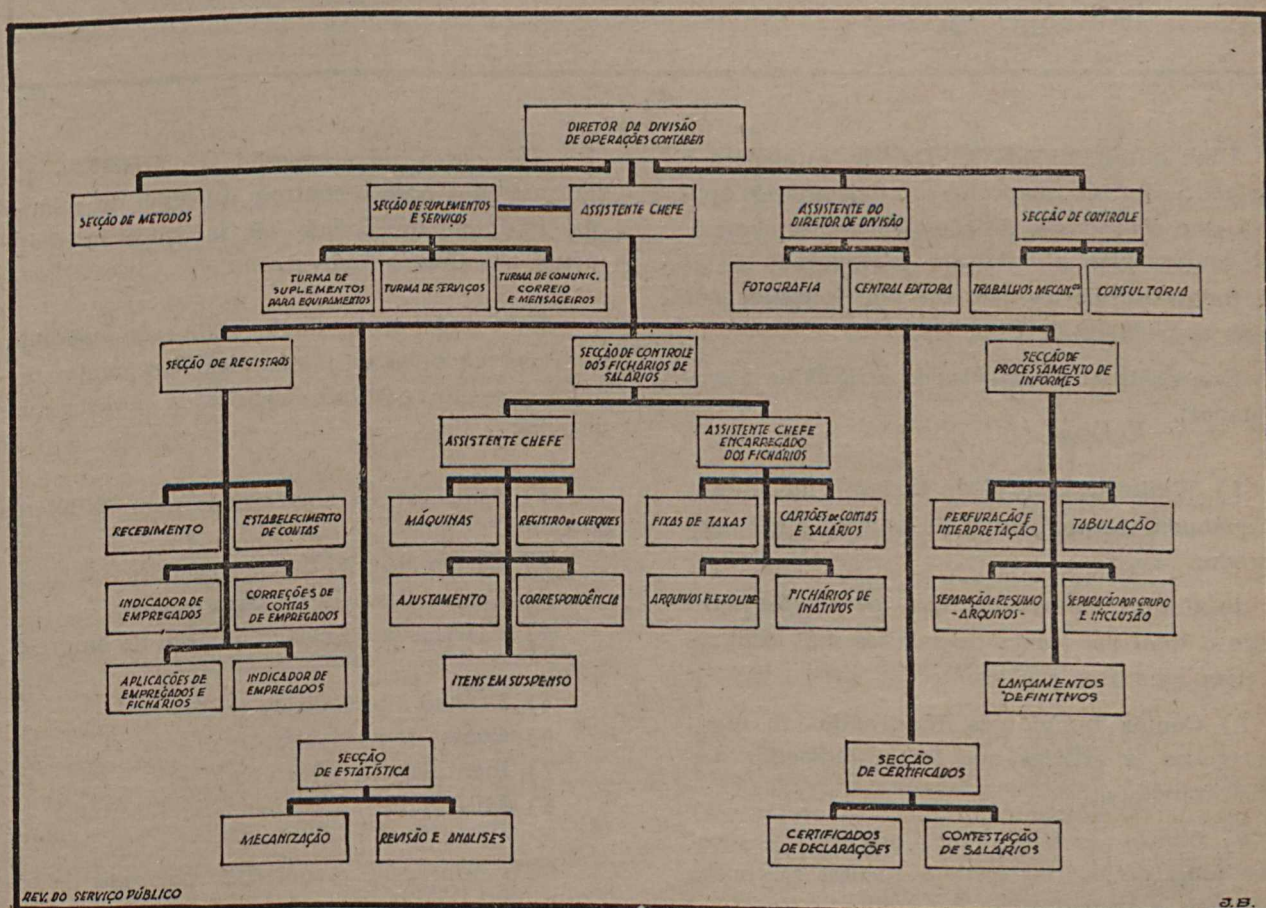 DIRETOR DA DIVISÃO
DE OPERAÇÕES CONTÁBEIS
SECÇÃO DE METODOS
SECÇÃO DE SUPLEMENTOS
E SERVIÇOS
ASSISTENTE CHEFE
ASSISTENTE DO
DIRETOR DE DIVISÃO
SECÇÃO DE CONTROLE
TURMA DE
SUPLEMENTOS
PARA EQUIPAMENTOS
TURMA DE SERVIÇOS
TURMA DE COMUNIC.
CORREIO
E MENSAGEIROS
FOTOGRAFIA
CENTRAL EDITORA
TRABALHOS MECAN.cos
CONSULTORIA
SECÇÃO DE REGISTROS
SECÇÃO DE CONTROLE
DOS FICHÁRIOS DE
SALÁRIOS
SECÇÃO DE
PROCESSAMENTO DE
INFORMES
ASSISTENTE CHEFE
ASSISTENTE CHEFE
ENCARREGADO
DOS FICHÁRIOS
RECEBIMENTO
ESTABELECIMENTO
DE CONTAS
MÁQUINAS
REGISTRO de CHEQUES
FIXAS DE TAXAS
CARTÕES de CONTAS
E SALÁRIOS
PERFURAÇÃO E
INTERPRETAÇÃO
TABULAÇÃO
INDICADOR DE
EMPREGADOS
CORREÇÕES DE
CONTAS
DE EMPREGADOS
AJUSTAMENTO
CORRESPONDÊNCIA
ARQUIVOS FLEXOLINE
FICHÁRIOS DE
INATIVOS
SEPARAÇÃO e RESUMO
-ARQUIVOS-
SEPARAÇÃO POR GRUPO
E INCLUSÃO
APLICAÇÕES DE
EMPREGADOS E
FICHÁRIOS
INDICADOR DE
EMPREGADOS
ITENS EM SUSPENSO
LANÇAMENTOS
DEFINITIVOS
SECÇÃO
DE ESTATÍSTICA
SECÇÃO
DE CERTIFICADOS
MECANIZAÇÃO
REVISÃO E ANALISES
CERTIFICADOS
DE DECLARAÇÕES
CONTESTAÇÃO
DE SALÁRIOS
REV. DO SERVIÇO PÚBLICO
J.B.